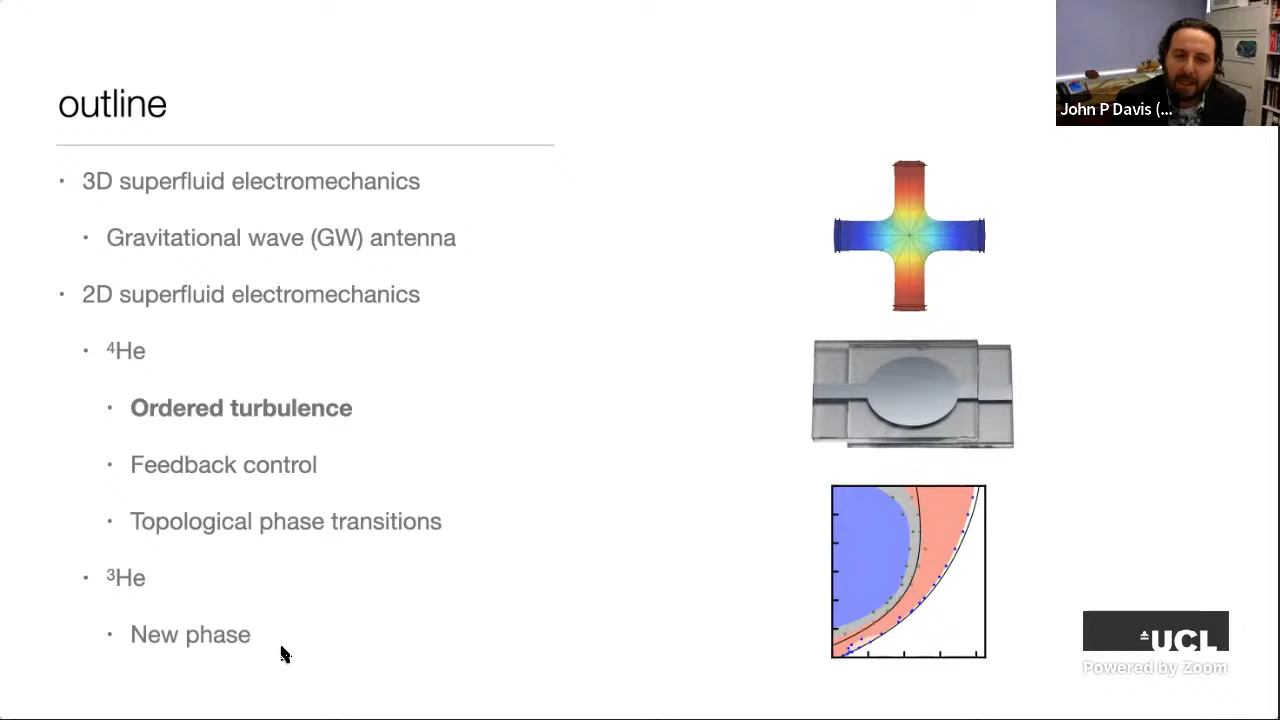 outline
• 3D superfluid electromechanics
• Gravitational wave (GW) antenna
• 2D superfluid electromechanics
• ⁴He
• Ordered turbulence
• Feedback control
• Topological phase transitions
• ³He
• New phase
John P Davis (...
UCL
Powered by Zoom